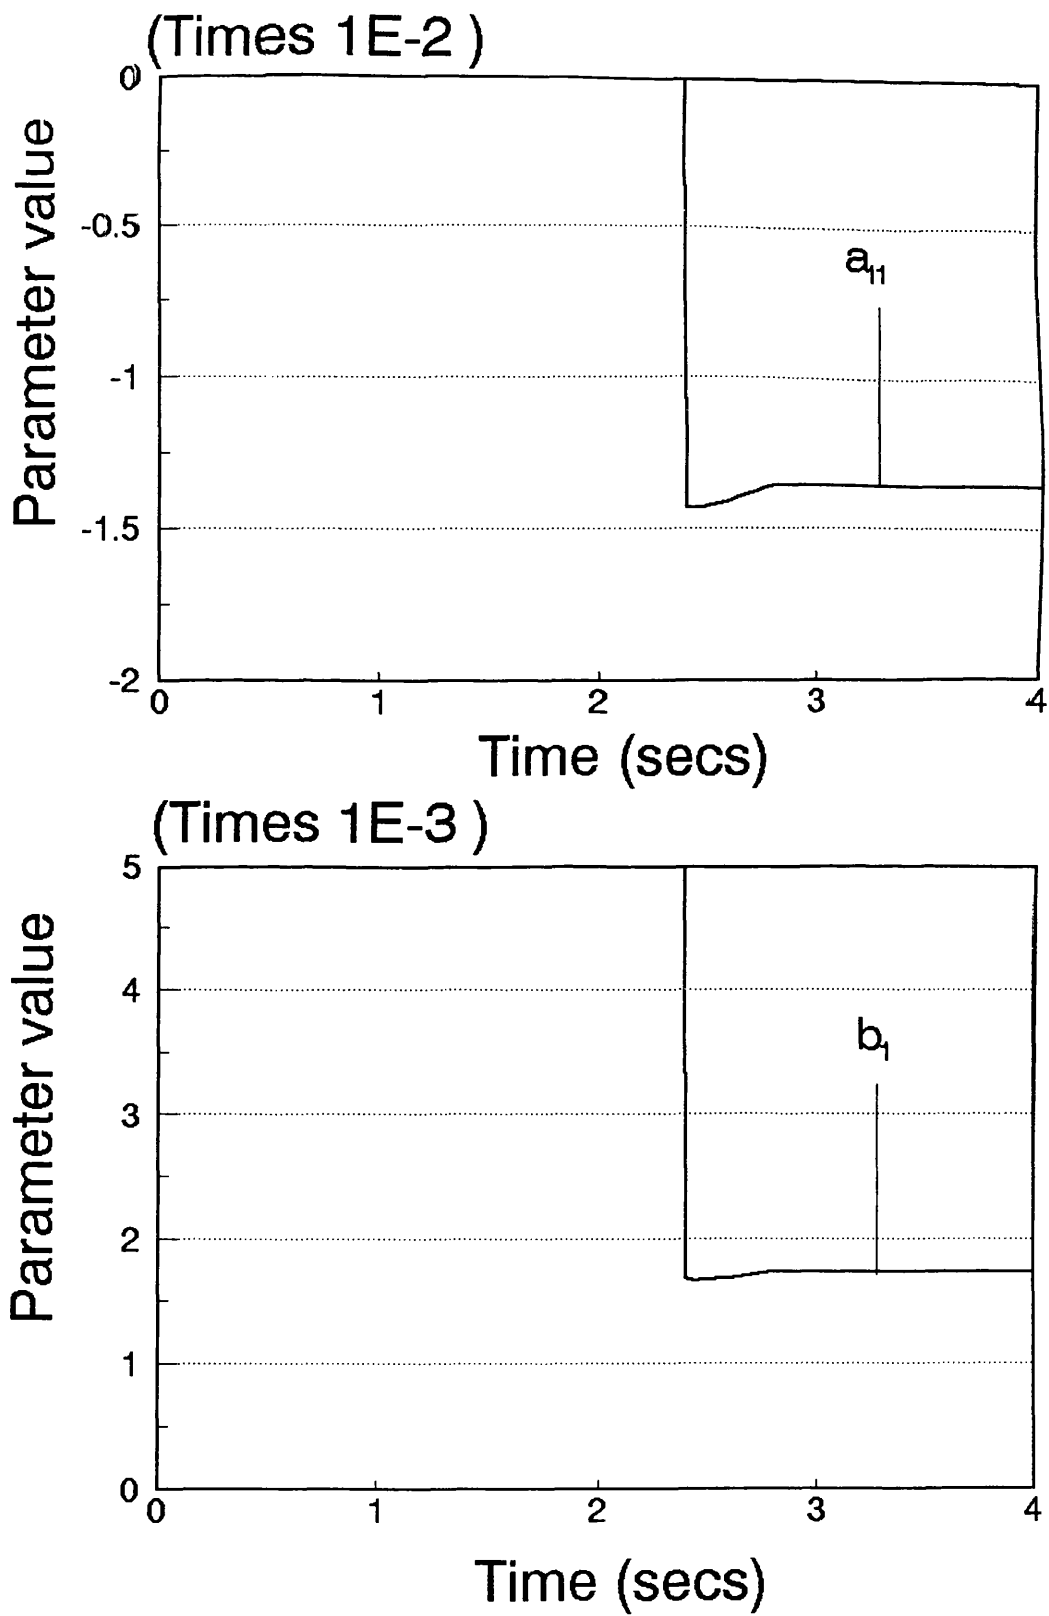 (Times 1E-2 )
Parameter value
0
-0.5
-1
-1.5
-2
a11
0 1 2 3 4
Time (secs)
(Times 1E-3 )
Parameter value
5
4
3
2
1
0
b1
0 1 2 3 4
Time (secs)